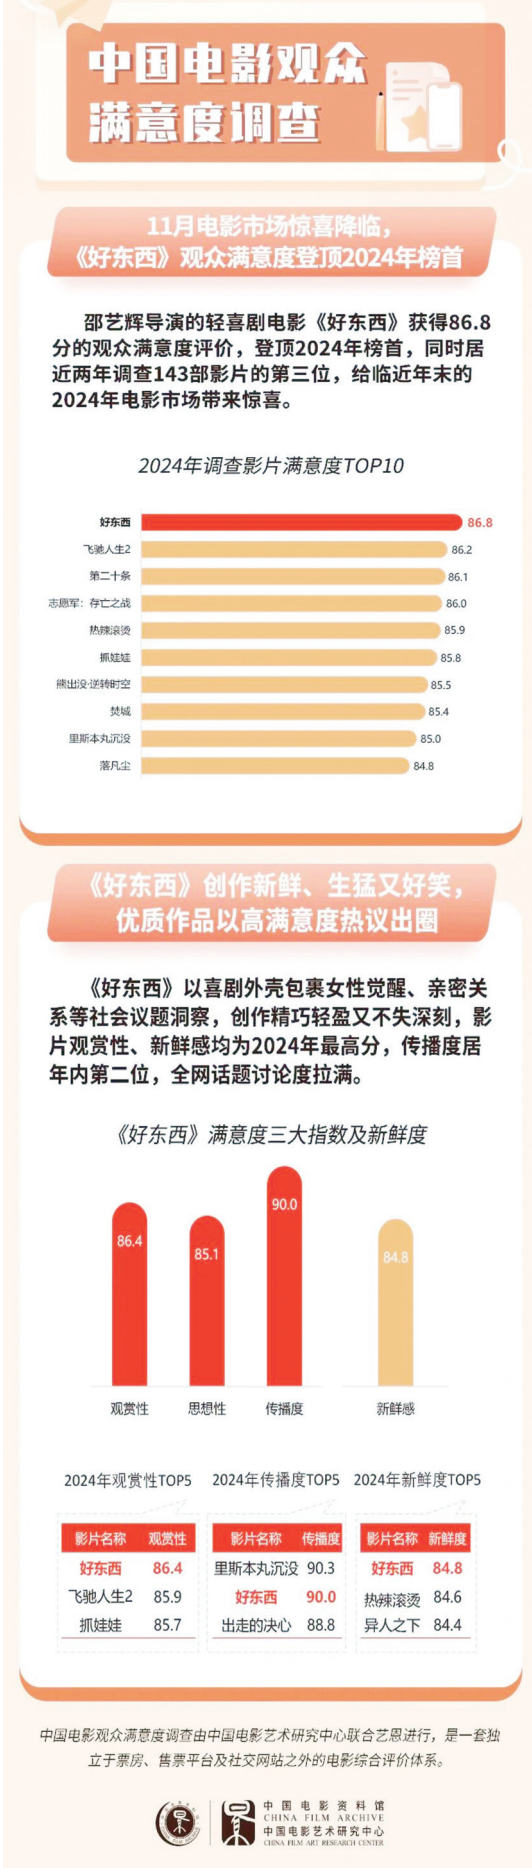 中国电影观众
满意度调查
11月电影市场惊喜降临，
《好东西》观众满意度登顶2024年榜首
邵艺辉导演的轻喜剧电影《好东西》获得86.8
分的观众满意度评价，登顶2024年榜首，同时居
近两年调查143部影片的第三位，给临近年末的
2024年电影市场带来惊喜。
2024年调查影片满意度TOP10
好东西 86.8
飞驰人生2 86.2
第二十条 86.1
志愿军：存亡之战 86.0
热辣滚烫 85.9
抓娃娃 85.8
熊出没·逆转时空 85.5
焚城 85.4
里斯本丸沉没 85.0
落凡尘 84.8
《好东西》创作新鲜、生猛又好笑，
优质作品以高满意度热议出圈
《好东西》以喜剧外壳包裹女性觉醒、亲密关
系等社会议题洞察，创作精巧轻盈又不失深刻，影
片观赏性、新鲜感均为2024年最高分，传播度居
年内第二位，全网话题讨论度拉满。
《好东西》满意度三大指数及新鲜度
86.4 85.1 90.0 84.8
观赏性 思想性 传播度 新鲜感
2024年观赏性TOP5 2024年传播度TOP5 2024年新鲜度TOP5
影片名称 观赏性 影片名称 传播度 影片名称 新鲜度
好东西 86.4 里斯本丸沉没 90.3 好东西 84.8
飞驰人生2 85.9 好东西 90.0 热辣滚烫 84.6
抓娃娃 85.7 出走的决心 88.8 异人之下 84.4
中国电影观众满意度调查由中国电影艺术研究中心联合艺恩进行，是一套独
立于票房、售票平台及社交网站之外的电影综合评价体系。
中国电影资料馆
CHINA FILM ARCHIVE
中国电影艺术研究中心
CHINA FILM ART RESEARCH CENTER